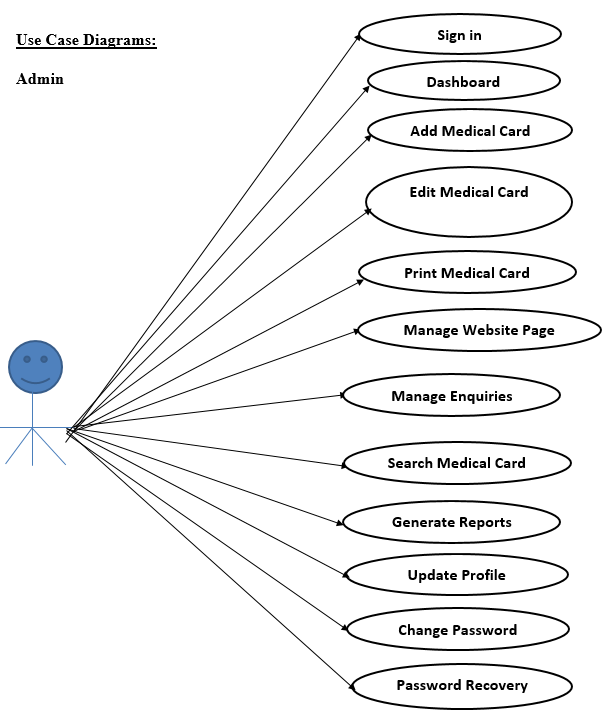 Use Case Diagrams:
Admin
Sign in
Dashboard
Add Medical Card
Edit Medical Card
Print Medical Card
Manage Website Page
Manage Enquiries
Search Medical Card
Generate Reports
Update Profile
Change Password
Password Recovery